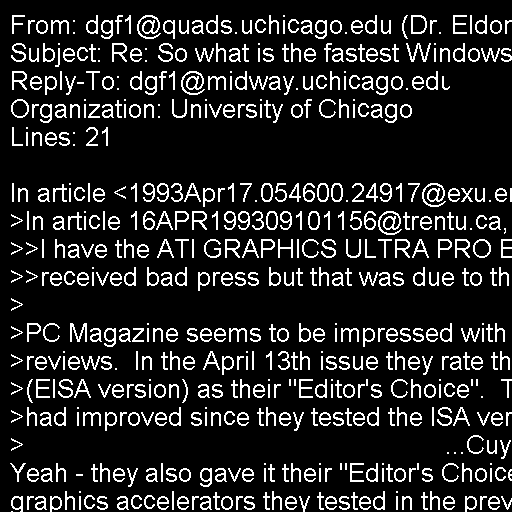 From: dgf1@quads.uchicago.edu (Dr. Eldor
Subject: Re: So what is the fastest Windows
Reply-To: dgf1@midway.uchicago.edu
Organization: University of Chicago
Lines: 21

In article <1993Apr17.054600.24917@exu.er
>In article 16APR199309101156@trentu.ca,
>>I have the ATI GRAPHICS ULTRA PRO E
>>received bad press but that was due to th
>
>PC Magazine seems to be impressed with
>reviews.  In the April 13th issue they rate th
>(EISA version) as their "Editor's Choice".  T
>had improved since they tested the ISA ver
>                                                              ...Cuy
Yeah - they also gave it their "Editor's Choice
graphics accelerators they tested in the prev